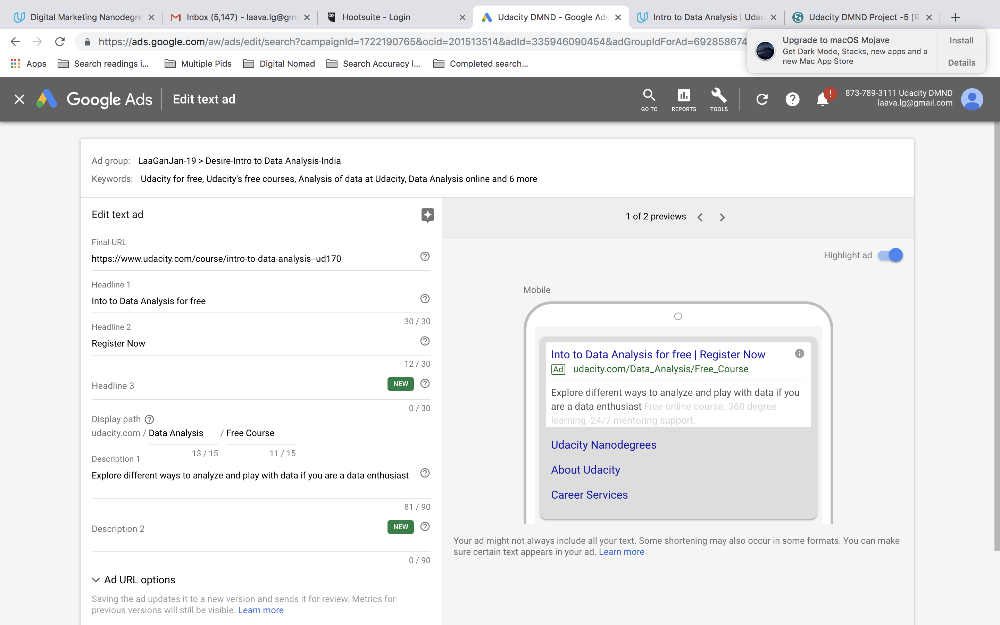 Digital Marketing Nanodegre
Inbox (5,147) - laava.lg@gma
Hootsuite - Login
Udacity DMND - Google Ads
Intro to Data Analysis | Udac
Udacity DMND Project -5 [R
https://ads.google.com/aw/ads/edit/search?campaignId=1722190765&ocid=201513514&adId=335946090454&adGroupIdForAd=692858674
Upgrade to macOS Mojave
Get Dark Mode, Stacks, new apps and a
new Mac App Store
Install
Details
Apps
Search readings i...
Multiple Pids
Digital Nomad
Search Accuracy I...
Completed search...
Google Ads
Edit text ad
GO TO
REPORTS
TOOLS
873-789-3111 Udacity DMND
laava.lg@gmail.com
Ad group: LaaGanJan-19 > Desire-Intro to Data Analysis-India
Keywords: Udacity for free, Udacity's free courses, Analysis of data at Udacity, Data Analysis online and 6 more
Edit text ad
Final URL
https://www.udacity.com/course/intro-to-data-analysis--ud170
Headline 1
Into to Data Analysis for free
30 / 30
Headline 2
Register Now
12 / 30
Headline 3
NEW
0 / 30
Display path
udacity.com / Data Analysis / Free Course
13 / 15
11 / 15
Description 1
Explore different ways to analyze and play with data if you are a data enthusiast
81 / 90
Description 2
NEW
0 / 90
Ad URL options
Saving the ad updates it to a new version and sends it for review. Metrics for
previous versions will still be visible. Learn more
1 of 2 previews
Highlight ad
Mobile
Into to Data Analysis for free | Register Now
Ad udacity.com/Data_Analysis/Free_Course
Explore different ways to analyze and play with data if you
are a data enthusiast Free online course. 360 degree
learning. 24/7 mentoring support.
Udacity Nanodegrees
About Udacity
Career Services
Your ad might not always include all your text. Some shortening may also occur in some formats. You can make
sure certain text appears in your ad. Learn more